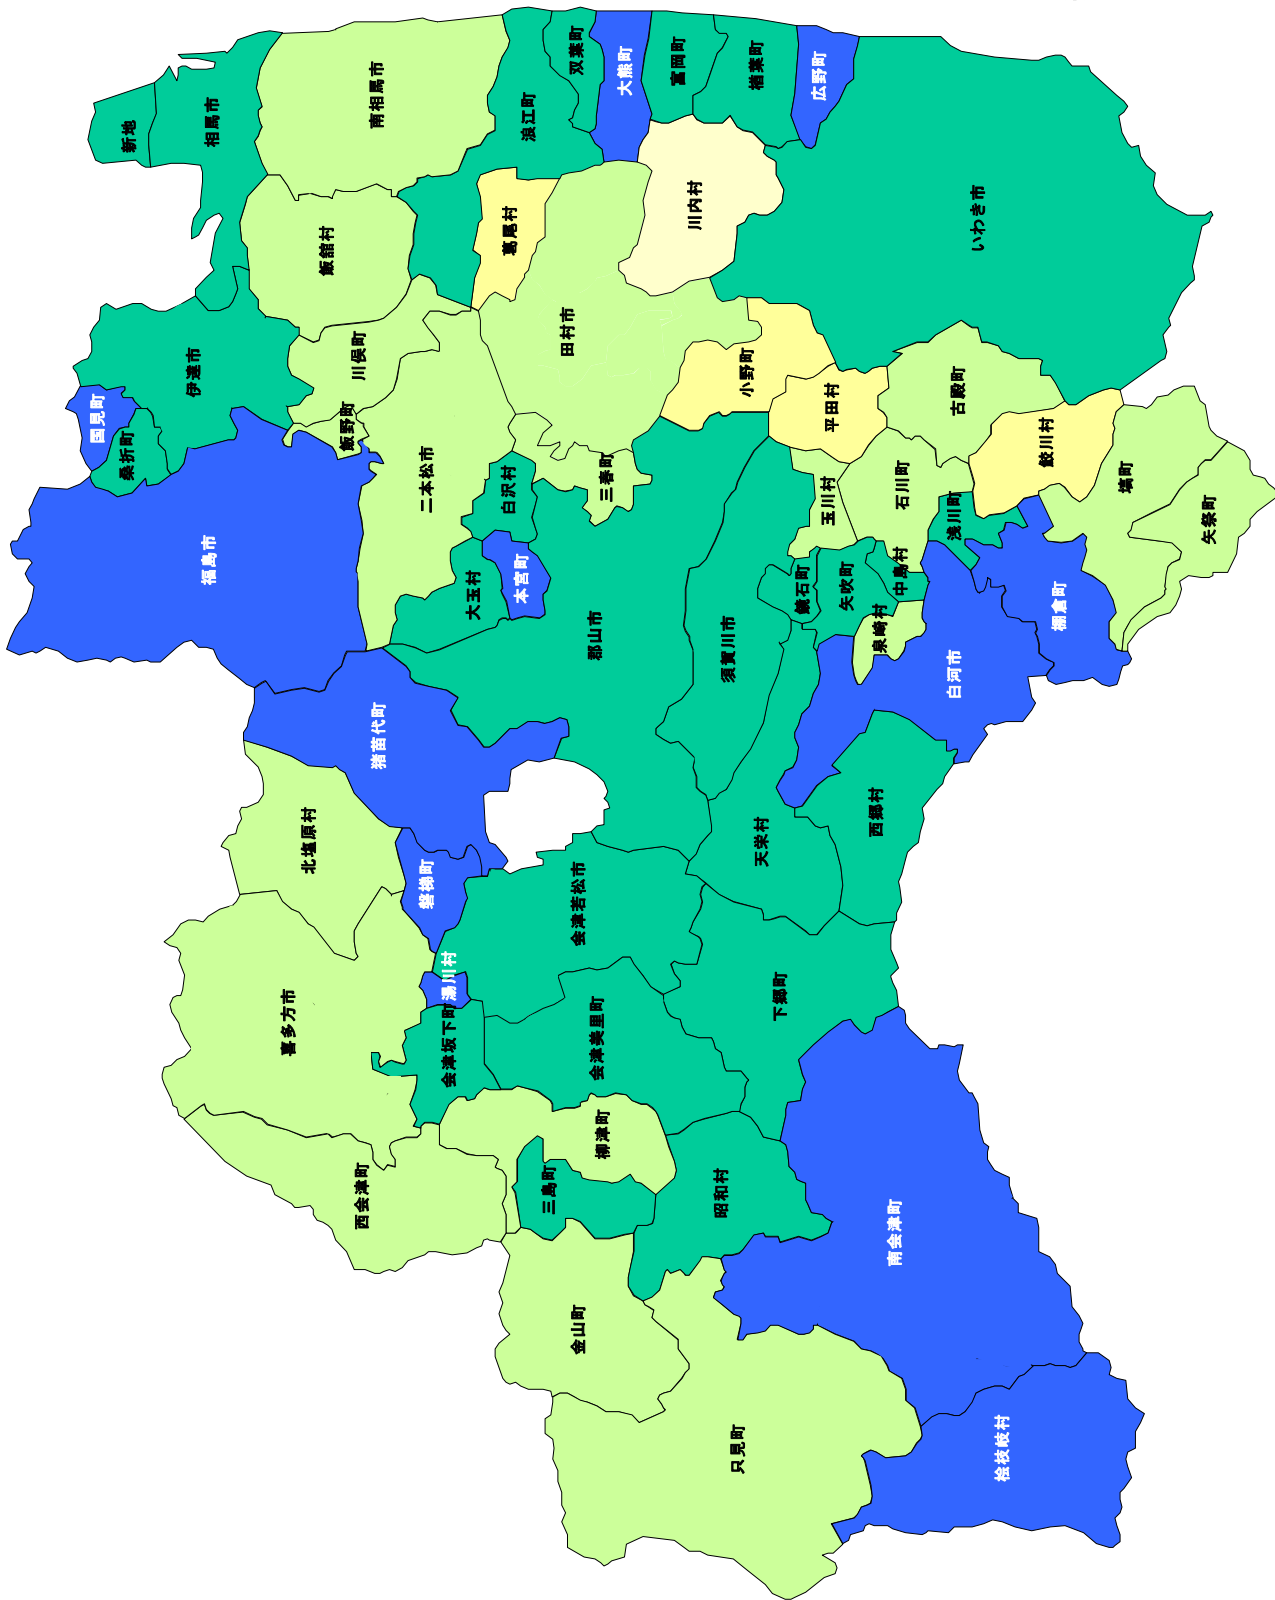 新地
相馬市
南相馬市
浪江町
双葉町
大熊町
富岡町
楢葉町
広野町
いわき市
川内村
葛尾村
飯舘村
田村市
小野町
平田村
古殿町
鮫川村
塙町
矢祭町
伊達市
国見町
桑折町
川俣町
飯野町
二本松市
白沢村
三春町
本宮町
大玉村
福島市
郡山市
須賀川市
玉川村
石川町
浅川町
鏡石町
矢吹町
中島村
泉崎村
棚倉町
白河市
西郷村
天栄村
猪苗代町
北塩原村
磐梯町
会津若松市
湯川村
喜多方市
会津坂下町
会津美里町
下郷町
西会津町
柳津町
三島町
昭和村
南会津町
金山町
只見町
桧枝岐村